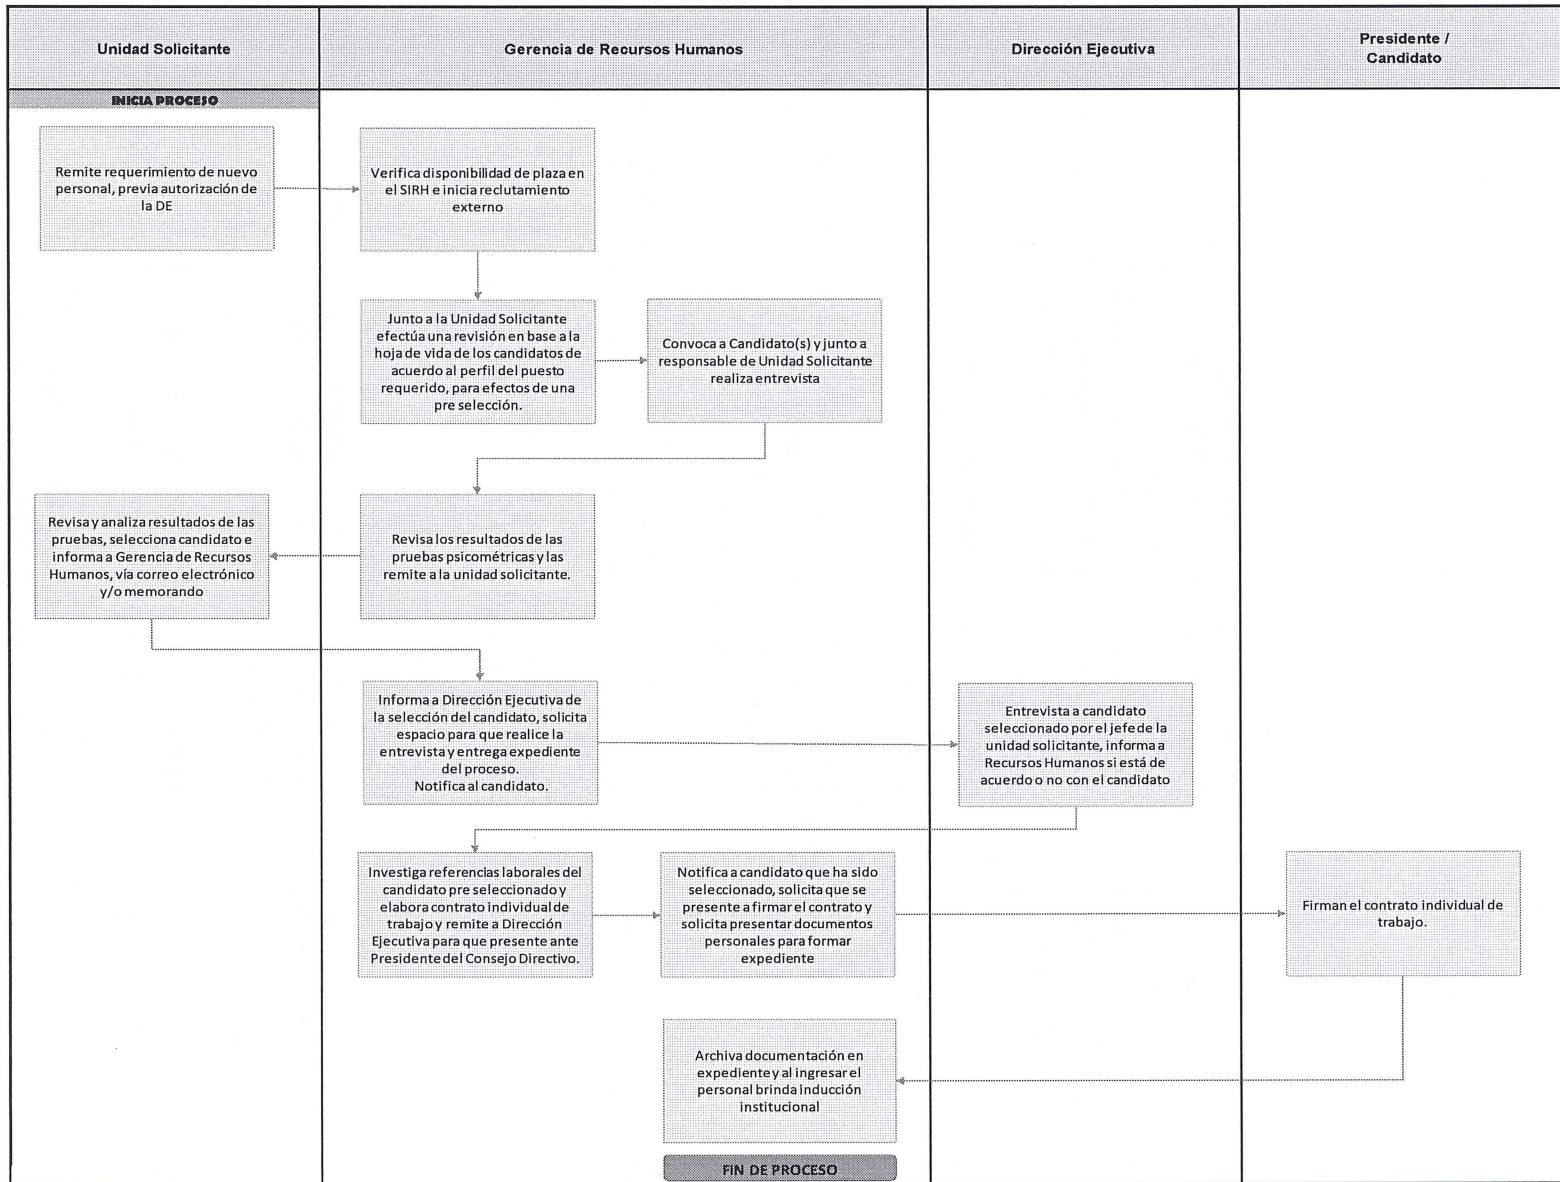 Unidad Solicitante
Gerencia de Recursos Humanos
Dirección Ejecutiva
Presidente /
Candidato
INICIA PROCESO
Remite requerimiento de nuevo
personal, previa autorización de
la DE
Verifica disponibilidad de plaza en
el SIRH e inicia reclutamiento
externo
Junto a la Unidad Solicitante
efectúa una revisión en base a la
hoja de vida de los candidatos de
acuerdo al perfil del puesto
requerido, para efectos de una
pre selección.
Convoca a Candidato(s) y junto a
responsable de Unidad Solicitante
realiza entrevista
Revisa y analiza resultados de las
pruebas, selecciona candidato e
informa a Gerencia de Recursos
Humanos, vía correo electrónico
y/o memorando
Revisa los resultados de las
pruebas psicométricas y las
remite a la unidad solicitante.
Informa a Dirección Ejecutiva de
la selección del candidato, solicita
espacio para que realice la
entrevista y entrega expediente
del proceso.
Notifica al candidato.
Entrevista a candidato
seleccionado por el jefe de la
unidad solicitante, informa a
Recursos Humanos si está de
acuerdo o no con el candidato
Investiga referencias laborales del
candidato pre seleccionado y
elabora contrato individual de
trabajo y remite a Dirección
Ejecutiva para que presente ante
Presidente del Consejo Directivo.
Notifica a candidato que ha sido
seleccionado, solicita que se
presente a firmar el contrato y
solicita presentar documentos
personales para formar
expediente
Firman el contrato individual de
trabajo.
Archiva documentación en
expediente y al ingresar el
personal brinda inducción
institucional
FIN DE PROCESO